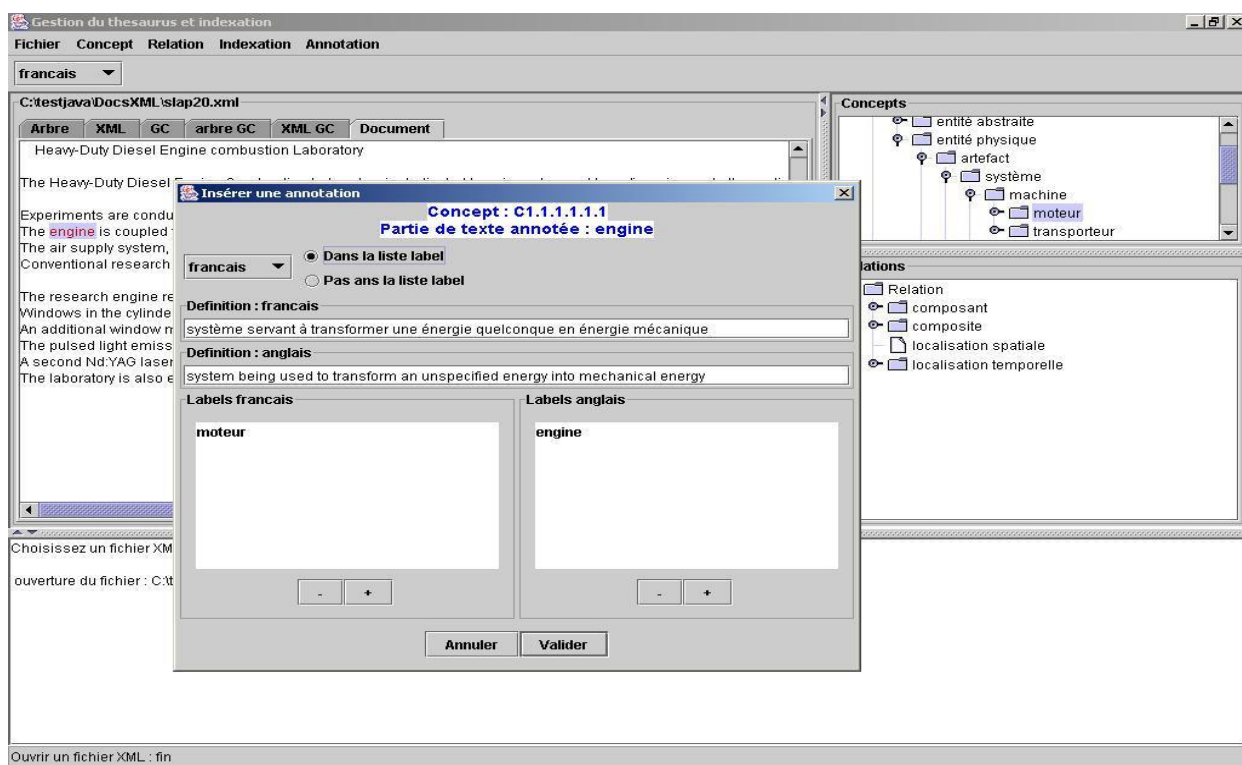 Gestion du thesaurus et indexation
Fichier Concept Relation Indexation Annotation
francais
C:\testjava\DocsXML\slap20.xml
Arbre XML GC arbre GC XML GC Document
Heavy-Duty Diesel Engine combustion Laboratory
The Heavy-Duty Diesel
Experiments are condu
The engine is coupled
The air supply system,
Conventional research
The research engine re
Windows in the cylinde
An additional window m
The pulsed light emiss
A second Nd:YAG laser
The laboratory is also e
Concepts
entité abstraite
entité physique
artefact
système
machine
moteur
transporteur
lations
Relation
composant
composite
localisation spatiale
localisation temporelle
Insérer une annotation
Concept : C1.1.1.1.1.1
Partie de texte annotée : engine
francais
Dans la liste label
Pas ans la liste label
Definition : francais
système servant à transformer une énergie quelconque en énergie mécanique
Definition : anglais
system being used to transform an unspecified energy into mechanical energy
Labels francais
moteur
- +
Labels anglais
engine
- +
Annuler Valider
Choisissez un fichier XM
ouverture du fichier : C:\t
Ouvrir un fichier XML : fin